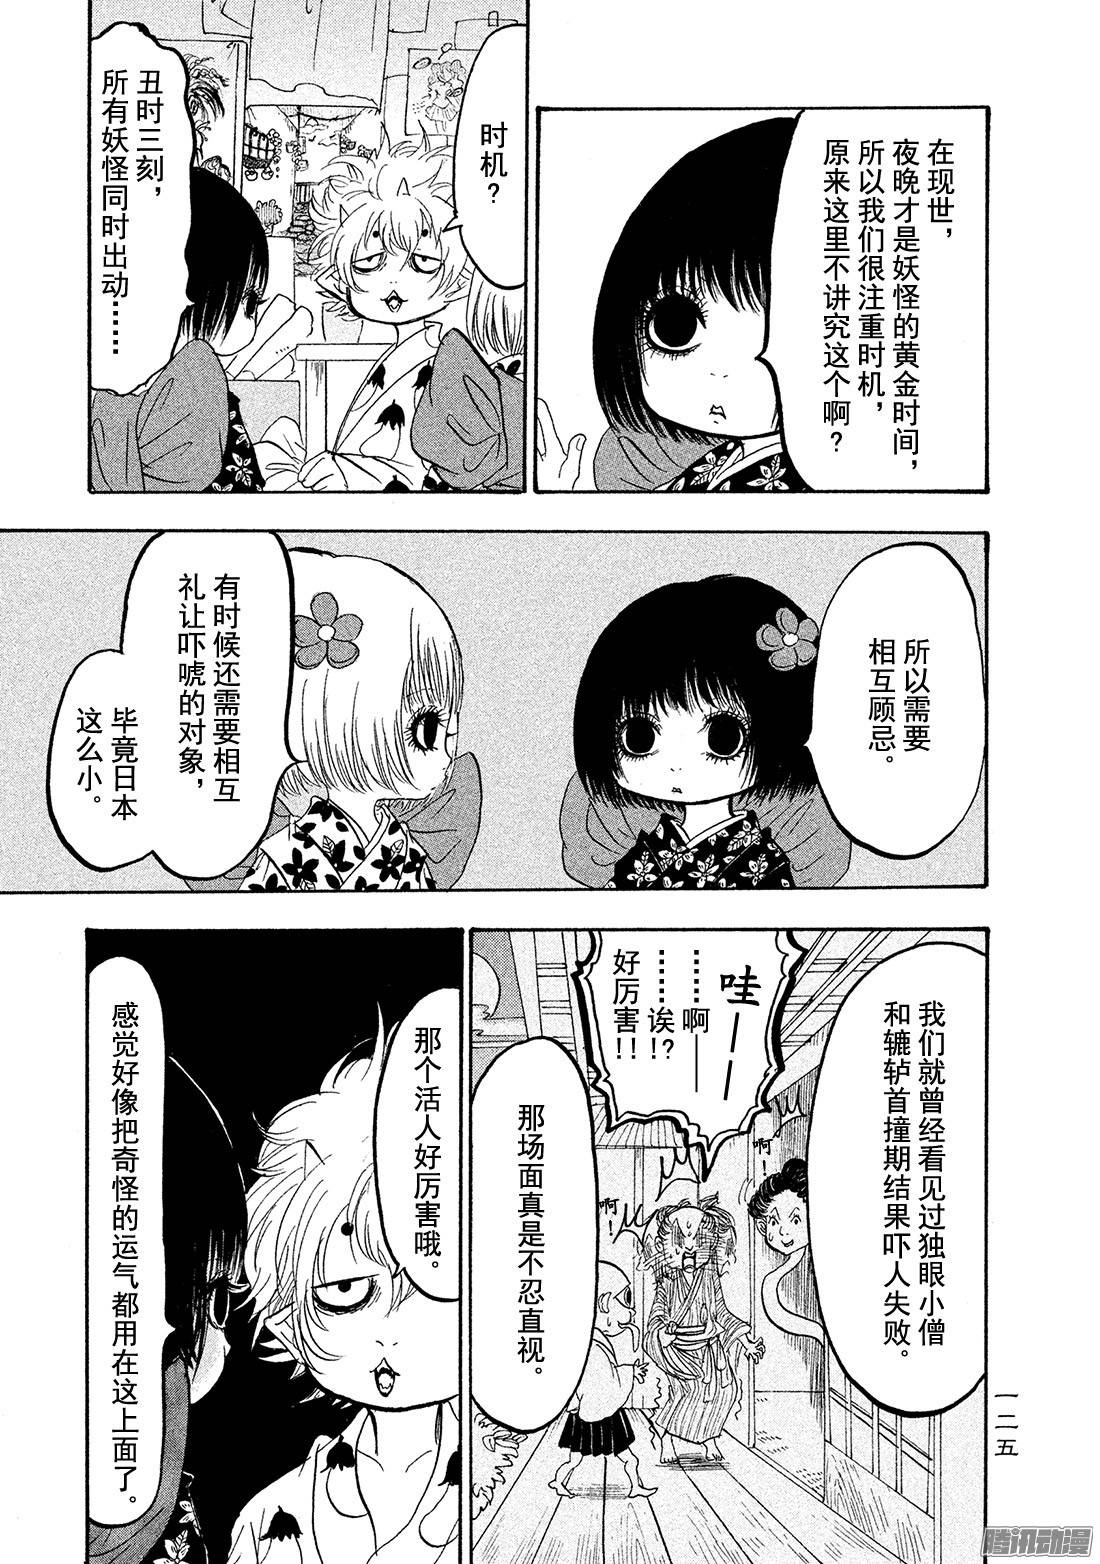 在现世，
夜晚才是妖怪的黄金时间，
所以我们很注重时机，
原来这里不讲究这个啊？
时机？
丑时三刻，
所有妖怪同时出动……
所以需要
相互顾忌。
有时候还需要相互
礼让吓唬的对象，
毕竟日本
这么小。
我们就曾经看见过独眼小僧
和辘轳首撞期结果吓人失败。
哇——
……啊——
……诶!?
好厉害!!
啊！
啊！
那场面真是不忍直视。
那个活人好厉害哦。
感觉好像把奇怪的运气都用在这上面了。
一二五
腾讯动漫